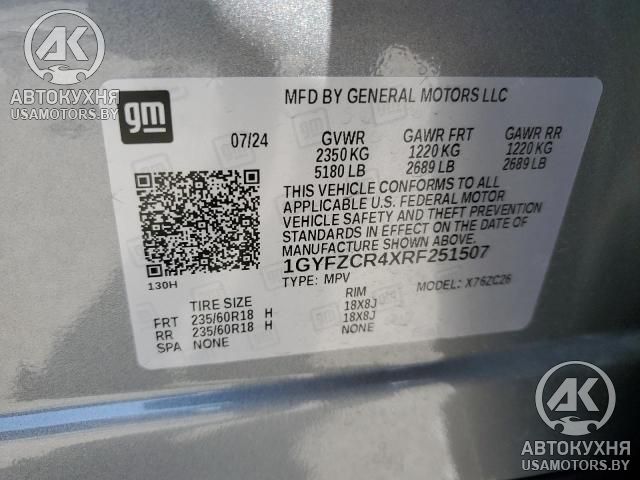 АВТОКУХНЯ
USAMOTORS.BY
gm
MFD BY GENERAL MOTORS LLC
07/24 GVWR GAWR FRT GAWR RR
2350 KG 1220 KG 1220 KG
5180 LB 2689 LB 2689 LB
THIS VEHICLE CONFORMS TO ALL
APPLICABLE U.S. FEDERAL MOTOR
VEHICLE SAFETY AND THEFT PREVENTION
STANDARDS IN EFFECT ON THE DATE OF
MANUFACTURE SHOWN ABOVE.
1GYFZCR4XRF251507
130H
TYPE: MPV MODEL: X76ZC26
TIRE SIZE RIM
FRT 235/60R18 H 18X8J
RR 235/60R18 H 18X8J
SPA NONE NONE
AK
АВТОКУХНЯ
USAMOTORS.BY